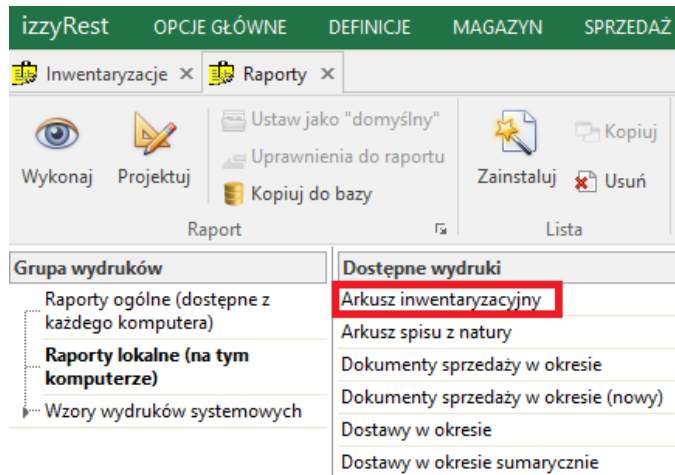 izzyRest OPCJE GŁÓWNE DEFINICJE MAGAZYN SPRZEDAŻ
Inwentaryzacje × Raporty ×
Wykonaj
Projektuj
Ustaw jako "domyślny"
Uprawnienia do raportu
Kopiuj do bazy
Raport
Zainstaluj
Kopiuj
Usuń
Lista
Grupa wydruków
Raporty ogólne (dostępne z
każdego komputera)
Raporty lokalne (na tym
komputerze)
Wzory wydruków systemowych
Dostępne wydruki
Arkusz inwentaryzacyjny
Arkusz spisu z natury
Dokumenty sprzedaży w okresie
Dokumenty sprzedaży w okresie (nowy)
Dostawy w okresie
Dostawy w okresie sumarycznie